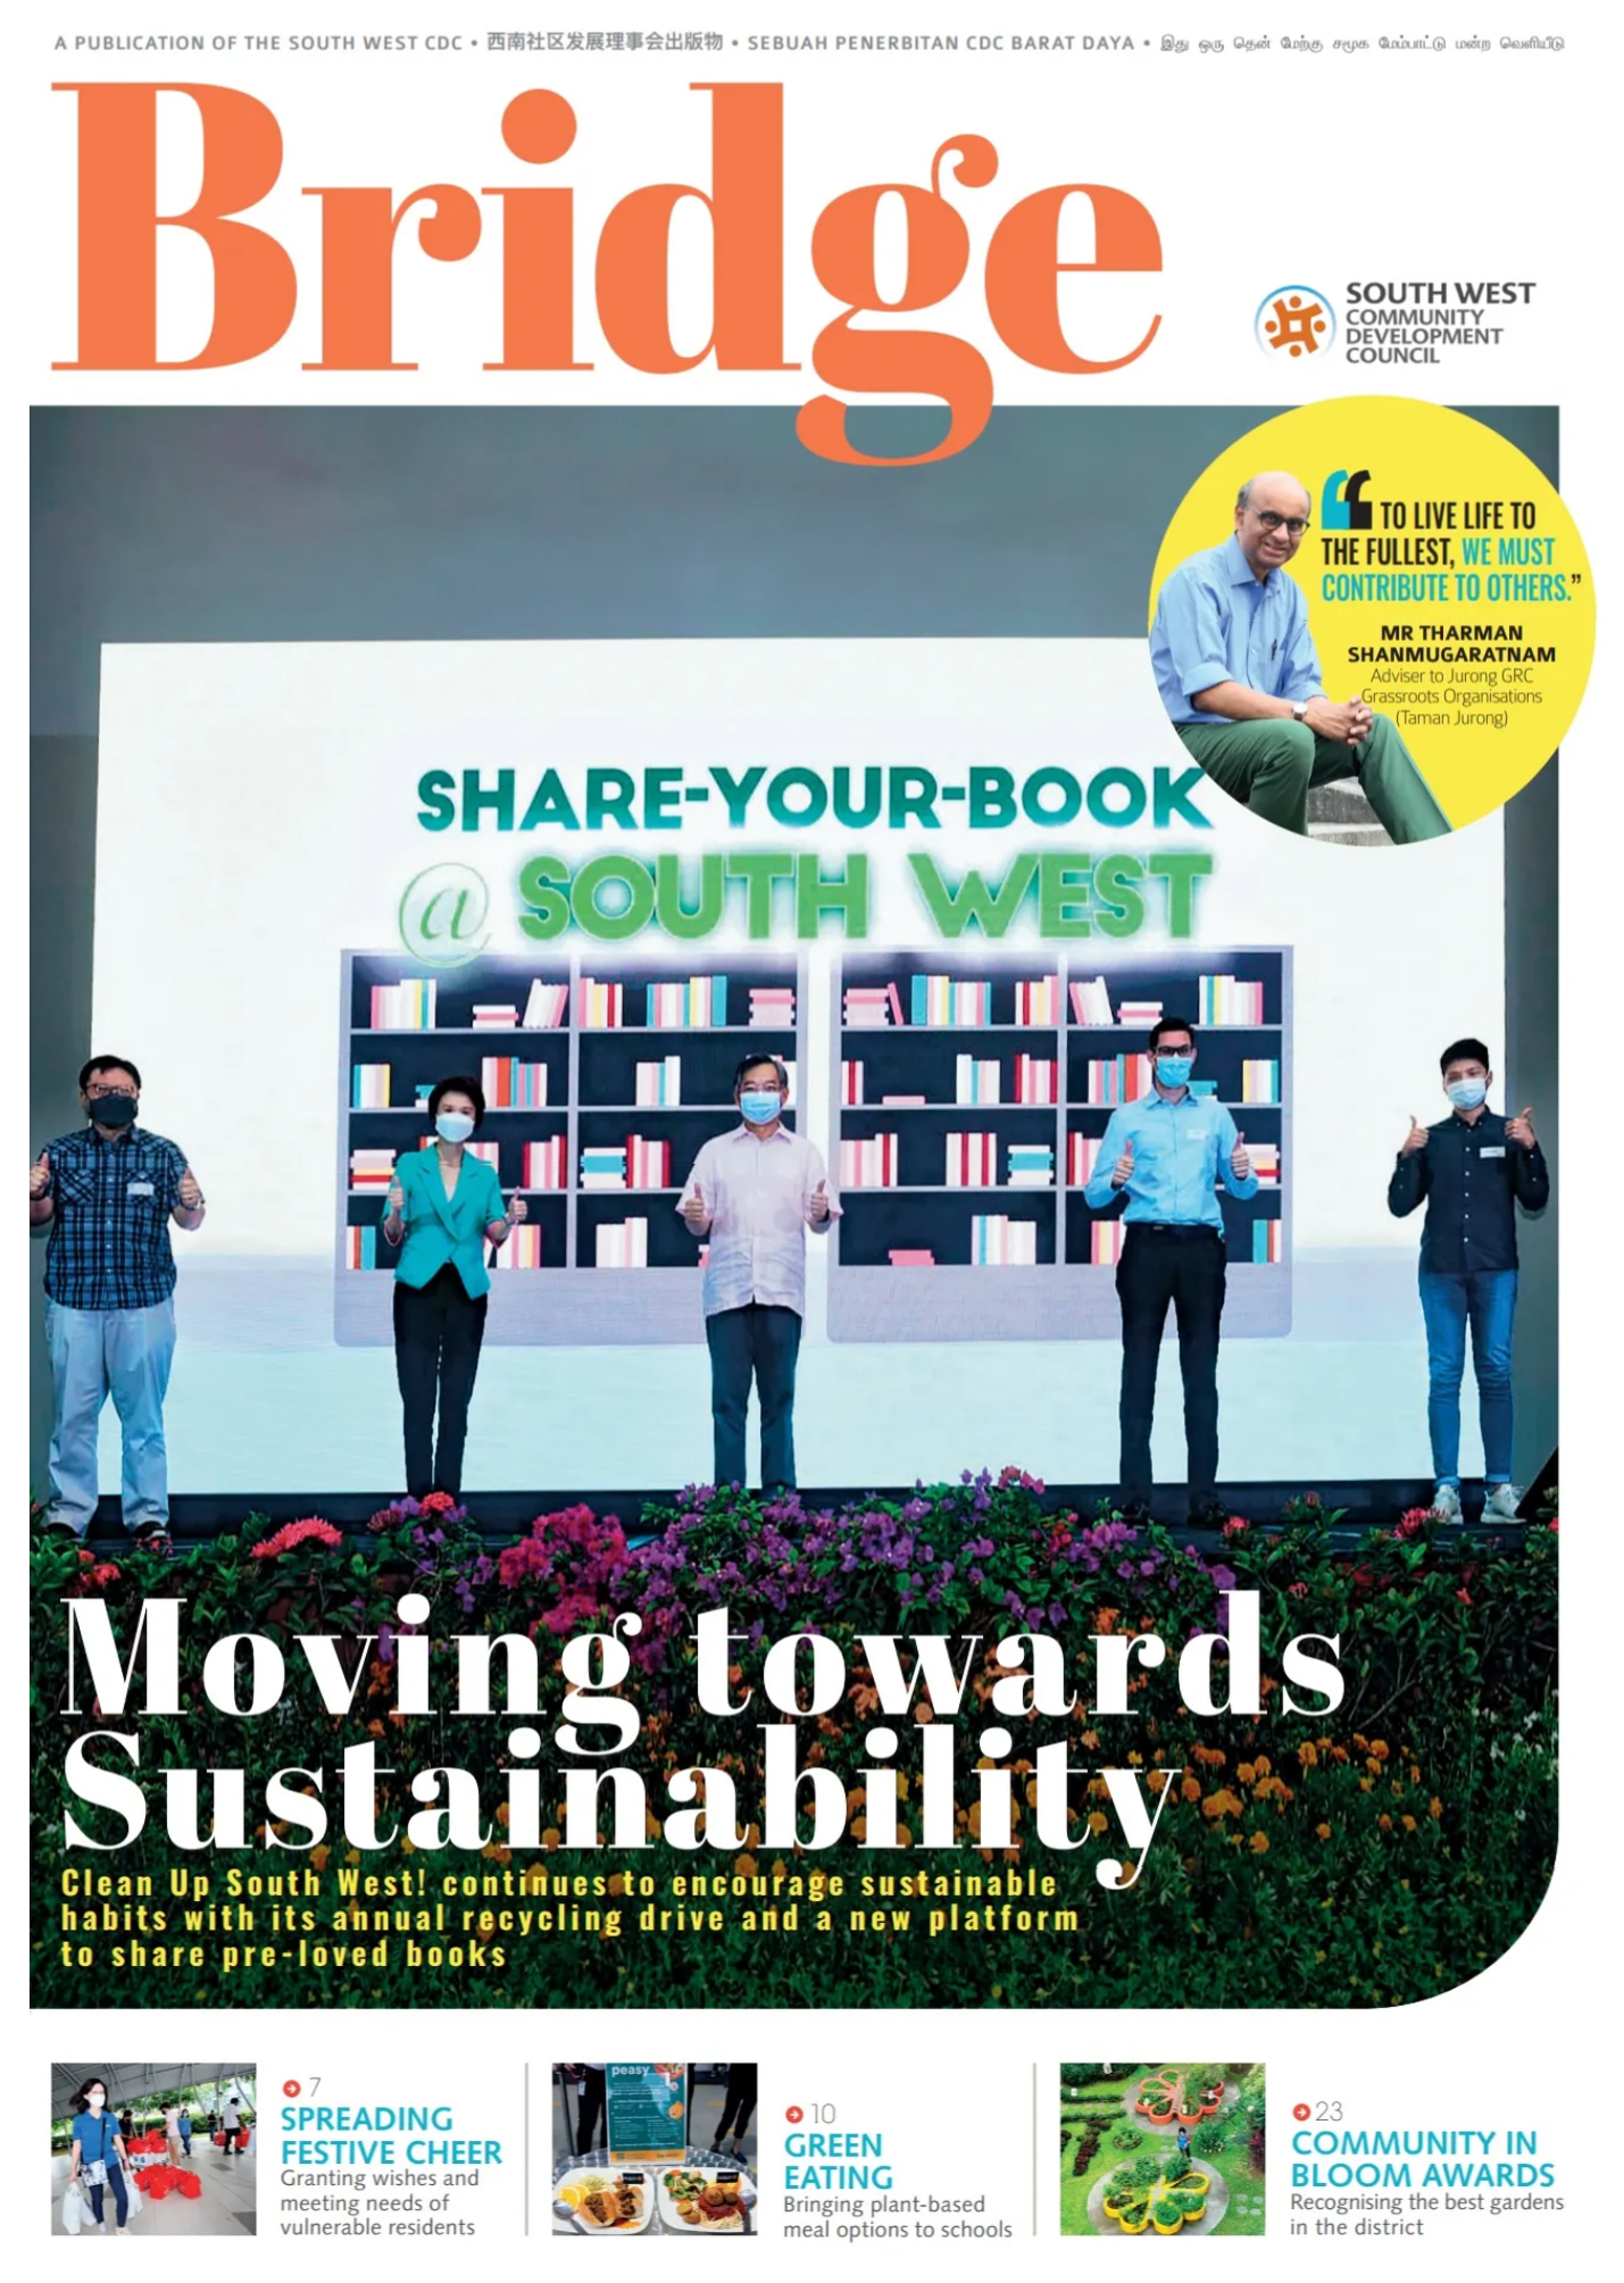 A PUBLICATION OF THE SOUTH WEST CDC • 西南社区发展理事会出版物 • SEBUAH PENERBITAN CDC BARAT DAYA • இது ஒரு தென் மேற்கு சமூக மேம்பாட்டு மன்ற வெளியீடு
Bridge
SOUTH WEST
COMMUNITY
DEVELOPMENT
COUNCIL
“ TO LIVE LIFE TO
THE FULLEST, WE MUST
CONTRIBUTE TO OTHERS.”
MR THARMAN
SHANMUGARATNAM
Adviser to Jurong GRC
Grassroots Organisations
(Taman Jurong)
SHARE-YOUR-BOOK
@ SOUTH WEST
Moving towards
Sustainability
Clean Up South West! continues to encourage sustainable
habits with its annual recycling drive and a new platform
to share pre-loved books
7
SPREADING
FESTIVE CHEER
Granting wishes and
meeting needs of
vulnerable residents
peasy
10
GREEN
EATING
Bringing plant-based
meal options to schools
23
COMMUNITY IN
BLOOM AWARDS
Recognising the best gardens
in the district